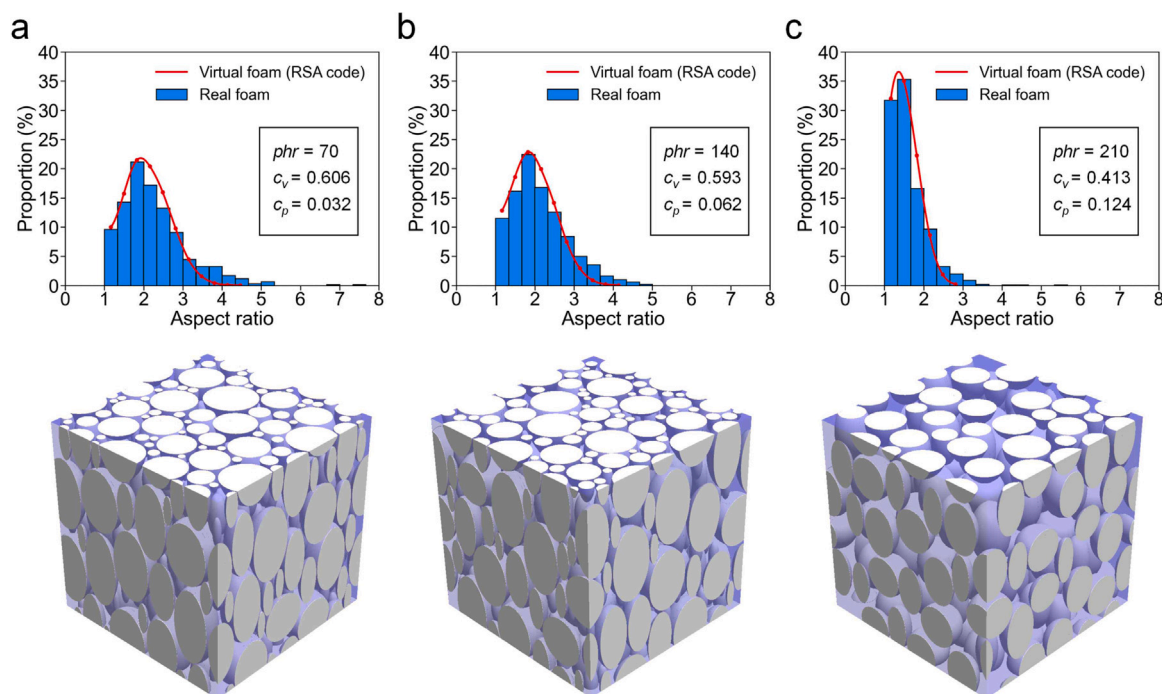 a
40
35
30
25
20
15
10
5
0
Proportion (%)
Virtual foam (RSA code)
Real foam
phr = 70
cv = 0.606
cp = 0.032
0 1 2 3 4 5 6 7 8
Aspect ratio
b
40
35
30
25
20
15
10
5
0
Proportion (%)
Virtual foam (RSA code)
Real foam
phr = 140
cv = 0.593
cp = 0.062
0 1 2 3 4 5 6 7 8
Aspect ratio
c
40
35
30
25
20
15
10
5
0
Proportion (%)
Virtual foam (RSA code)
Real foam
phr = 210
cv = 0.413
cp = 0.124
0 1 2 3 4 5 6 7 8
Aspect ratio